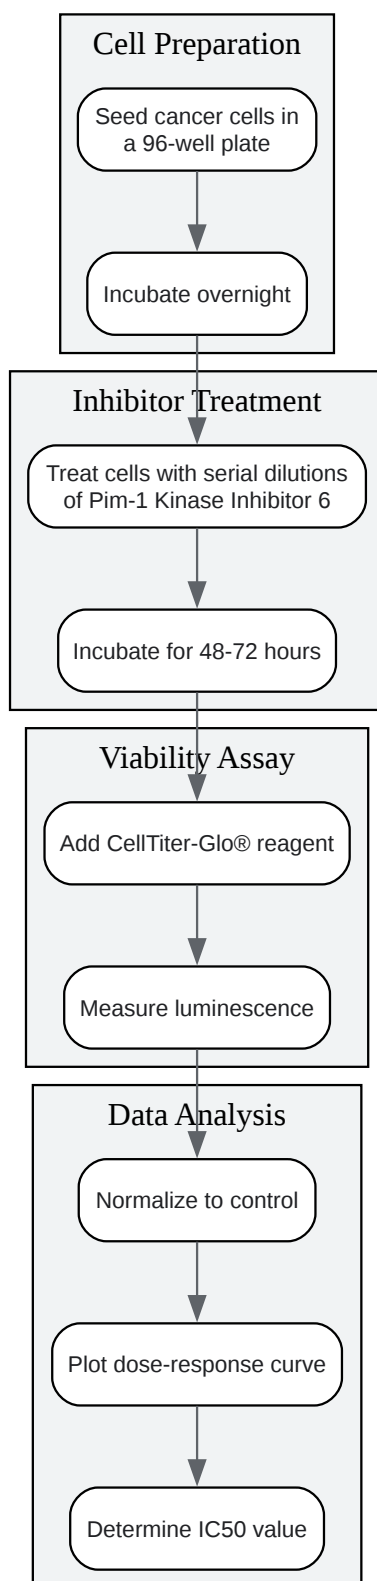 Cell Preparation
Seed cancer cells in
a 96-well plate
Incubate overnight
Inhibitor Treatment
Treat cells with serial dilutions
of Pim-1 Kinase Inhibitor 6
Incubate for 48-72 hours
Viability Assay
Add CellTiter-Glo® reagent
Measure luminescence
Data Analysis
Normalize to control
Plot dose-response curve
Determine IC50 value